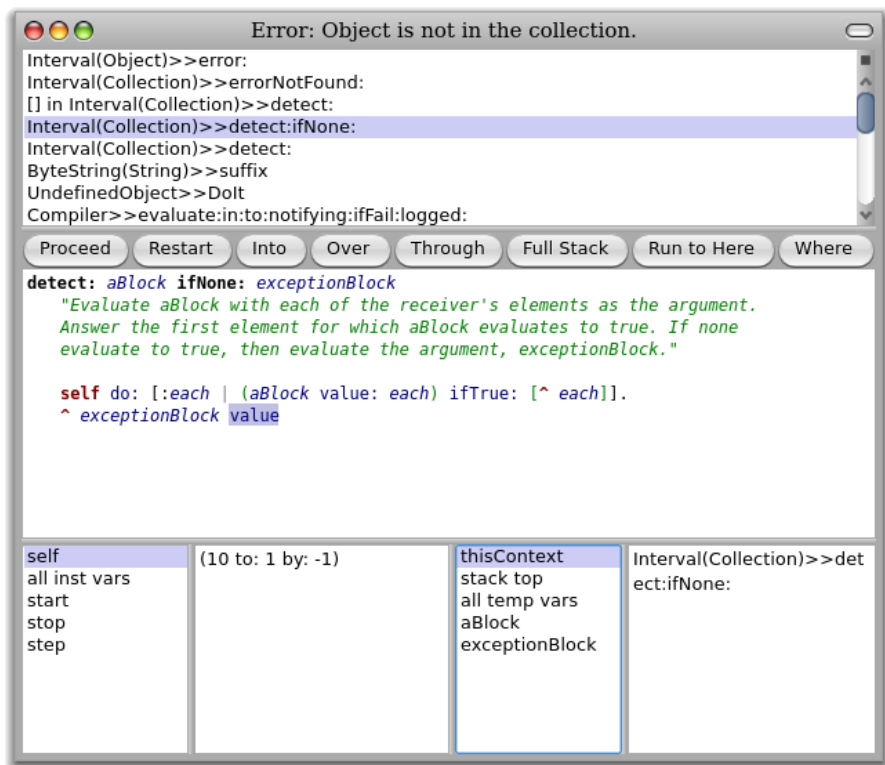 Error: Object is not in the collection.
Interval(Object)>>error:
Interval(Collection)>>errorNotFound:
[] in Interval(Collection)>>detect:
Interval(Collection)>>detect:ifNone:
Interval(Collection)>>detect:
ByteString(String)>>suffix
UndefinedObject>>DoIt
Compiler>>evaluate:in:to:notifying:ifFail:logged:
Proceed Restart Into Over Through Full Stack Run to Here Where
detect: aBlock ifNone: exceptionBlock
"Evaluate aBlock with each of the receiver's elements as the argument.
Answer the first element for which aBlock evaluates to true. If none
evaluate to true, then evaluate the argument, exceptionBlock."
self do: [:each | (aBlock value: each) ifTrue: [^ each]].
^ exceptionBlock value
self
all inst vars
start
stop
step
(10 to: 1 by: -1)
thisContext
stack top
all temp vars
aBlock
exceptionBlock
Interval(Collection)>>det
ect:ifNone: